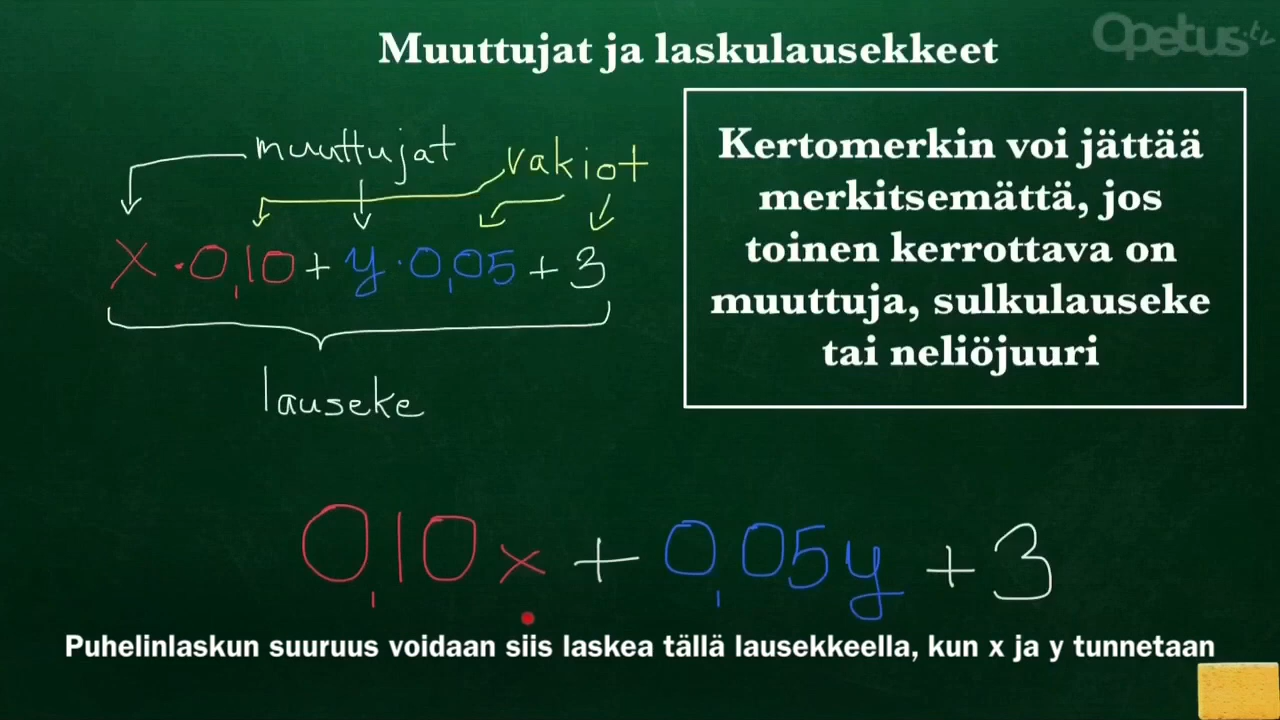 Muuttujat ja laskulausekkeet
Opetus.tv
muuttujat
vakiot
x · 0,10 + y · 0,05 + 3
lauseke
Kertomerkin voi jättää
merkitsemättä, jos
toinen kerrottava on
muuttuja, sulkulauseke
tai neliöjuuri
0,10x + 0,05y + 3
Puhelinlaskun suuruus voidaan siis laskea tällä lausekkeella, kun x ja y tunnetaan